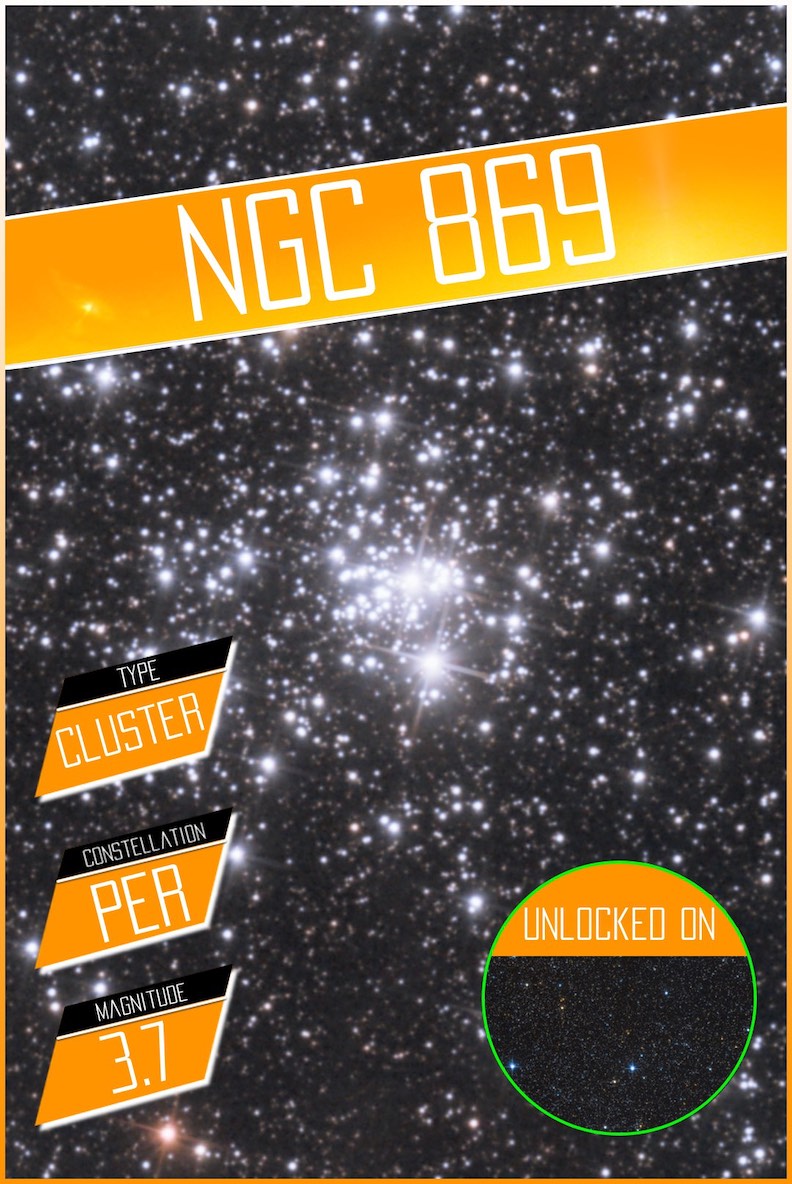 NGC 869
TYPE
CLUSTER
CONSTELLATION
PER
MAGNITUDE
3.7
UNLOCKED ON